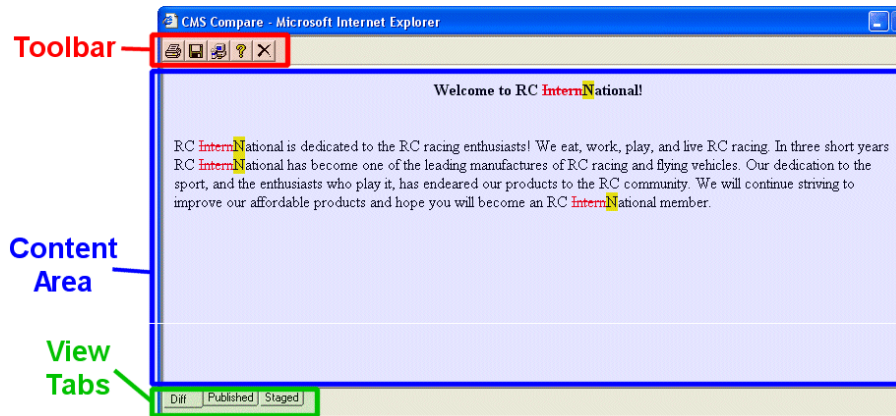 CMS Compare - Microsoft Internet Explorer
Toolbar
Welcome to RC InternNational!
RC InternNational is dedicated to the RC racing enthusiasts! We eat, work, play, and live RC racing. In three short years
RC InternNational has become one of the leading manufactures of RC racing and flying vehicles. Our dedication to the
sport, and the enthusiasts who play it, has endeared our products to the RC community. We will continue striving to
improve our affordable products and hope you will become an RC InternNational member.
Content
Area
View
Tabs
Diff Published Staged